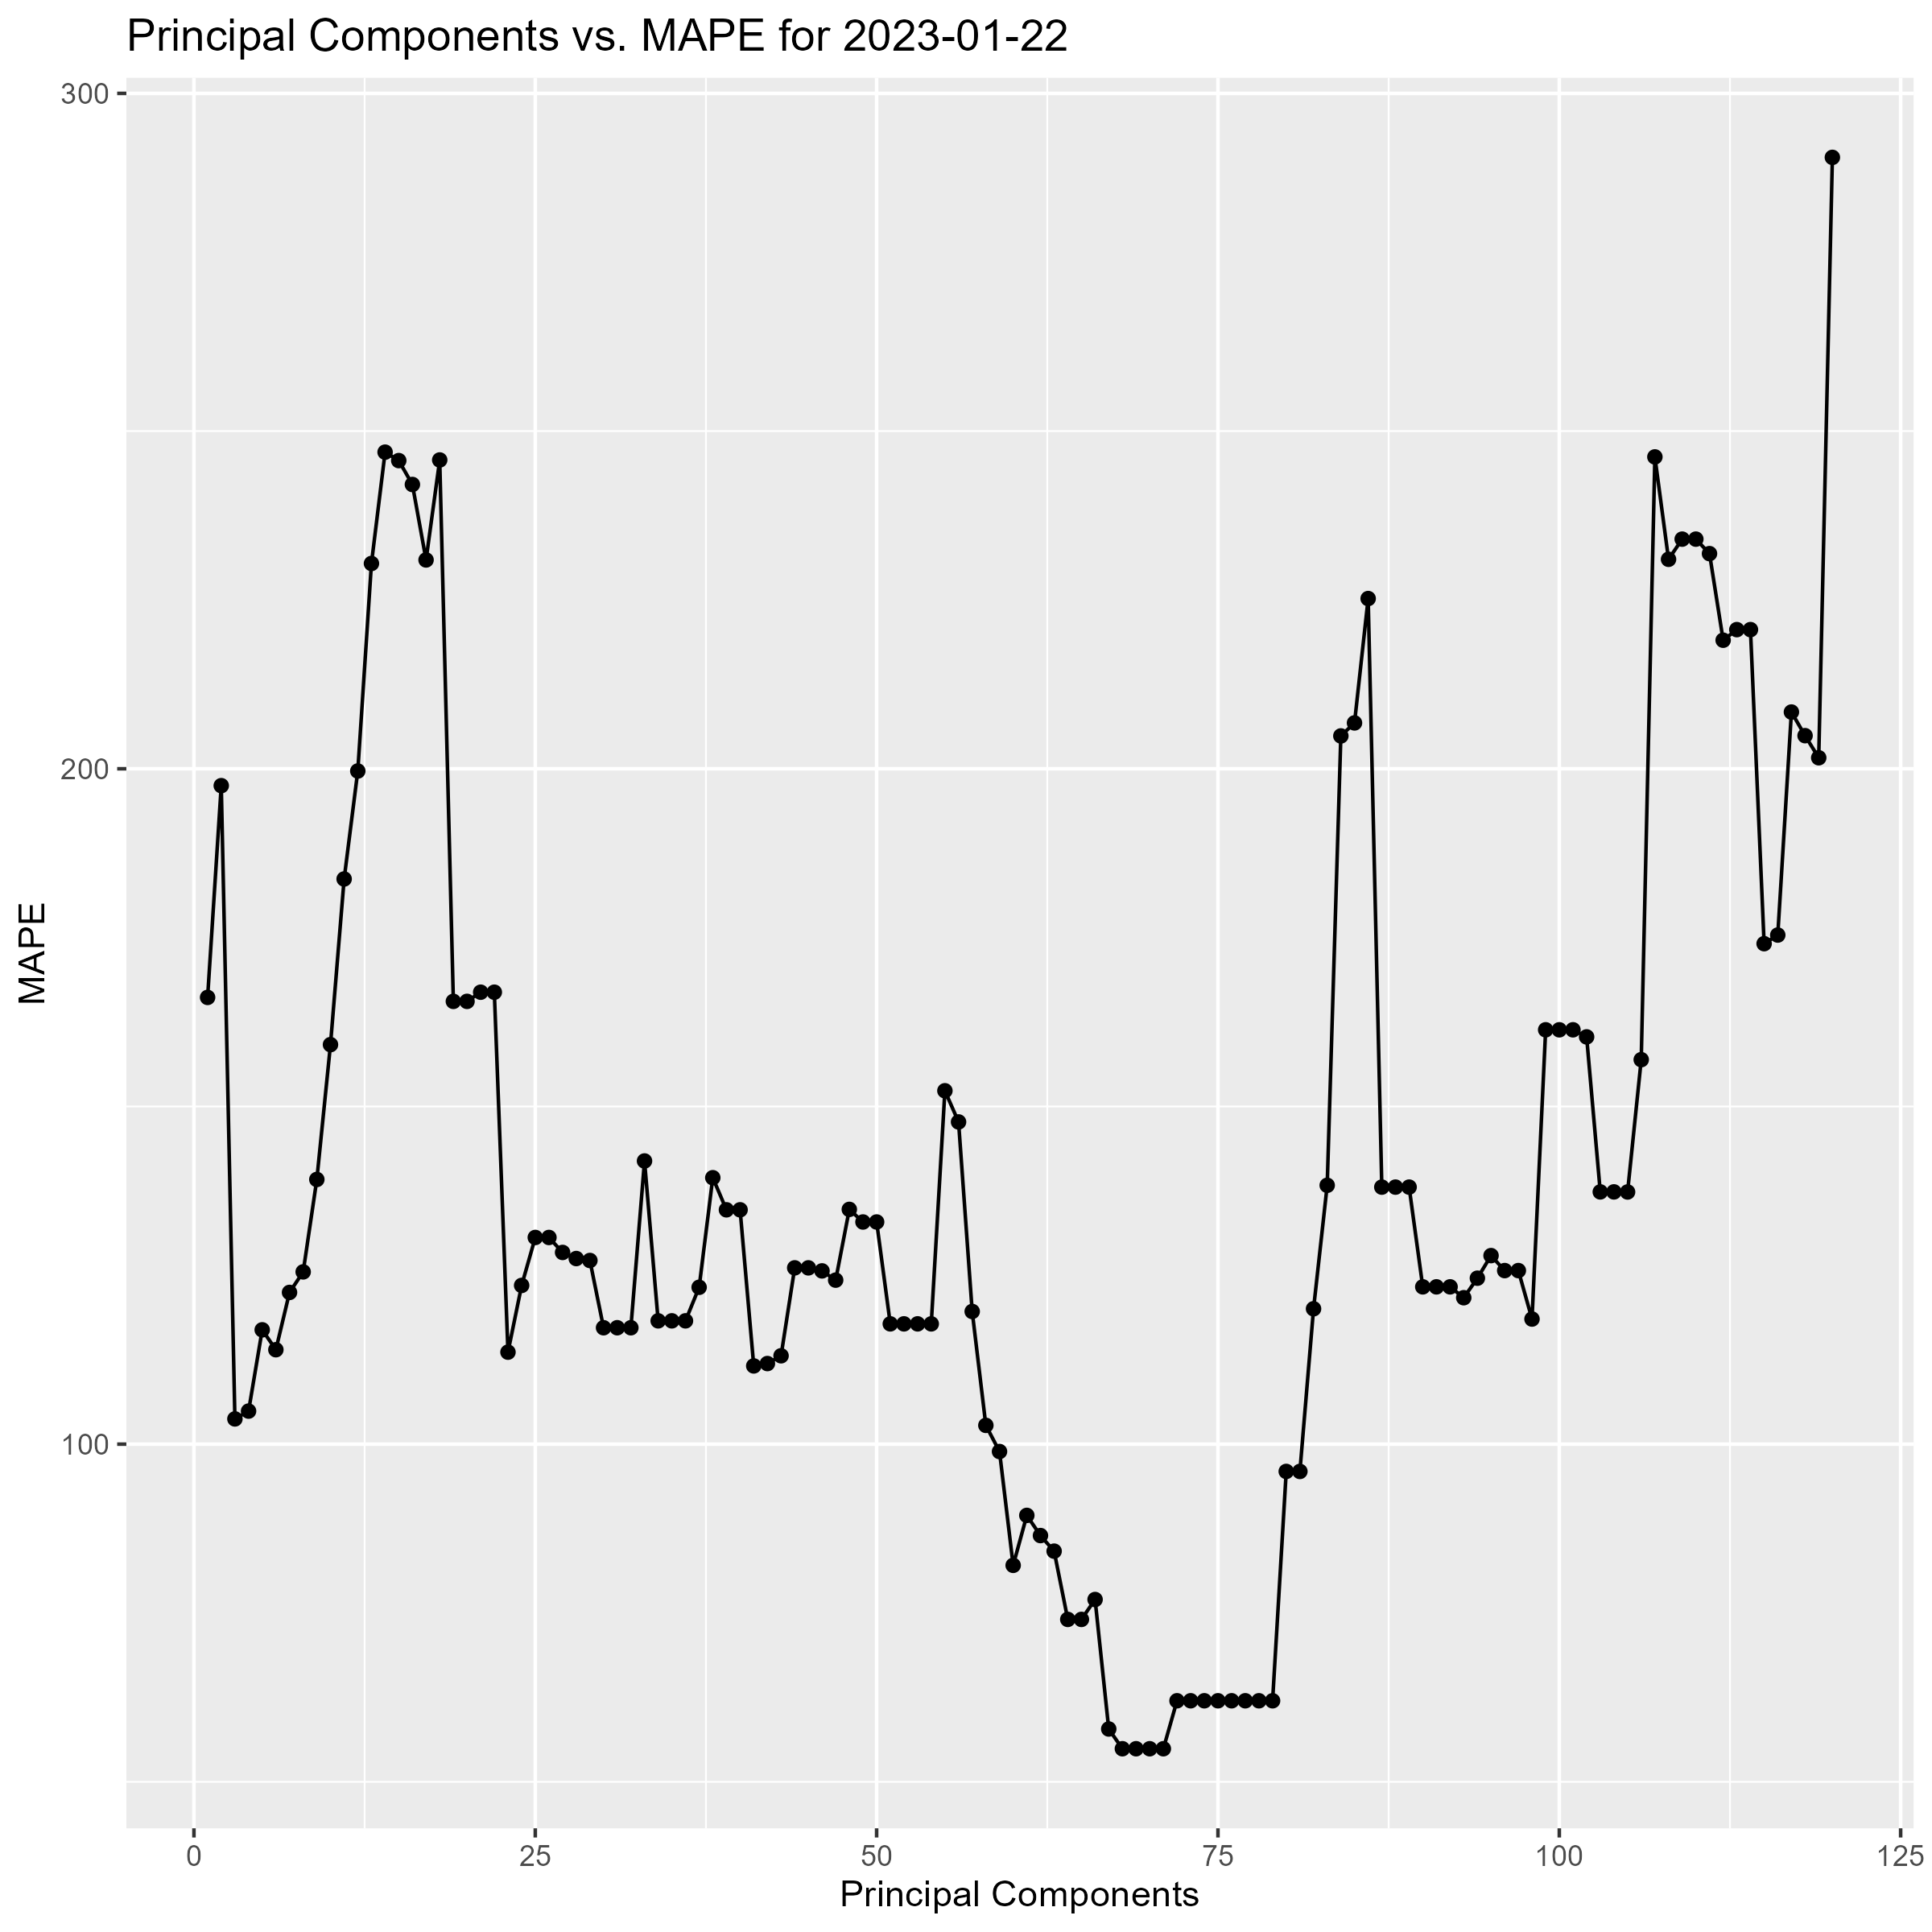 Principal Components vs. MAPE for 2023-01-22
300
200
100
MAPE
0 25 50 75 100 125
Principal Components